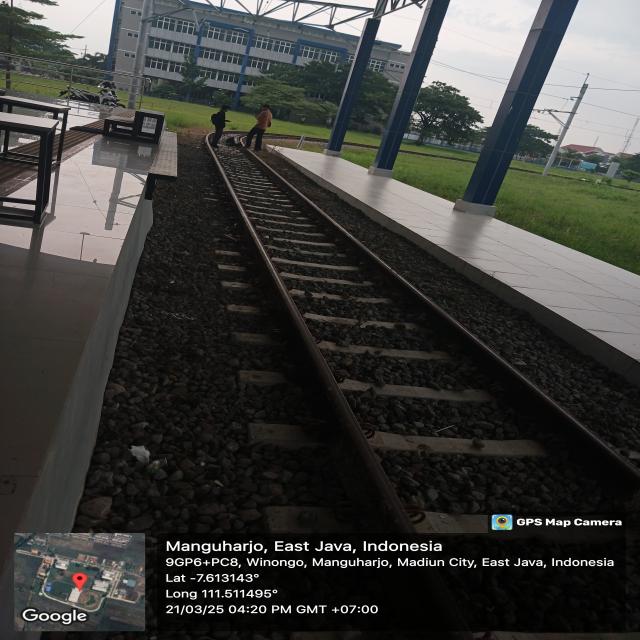 GPS Map Camera
Manguharjo, East Java, Indonesia
9GP6+PC8, Winongo, Manguharjo, Madiun City, East Java, Indonesia
Lat -7.613143°
Long 111.511495°
21/03/25 04:20 PM GMT +07:00
Google